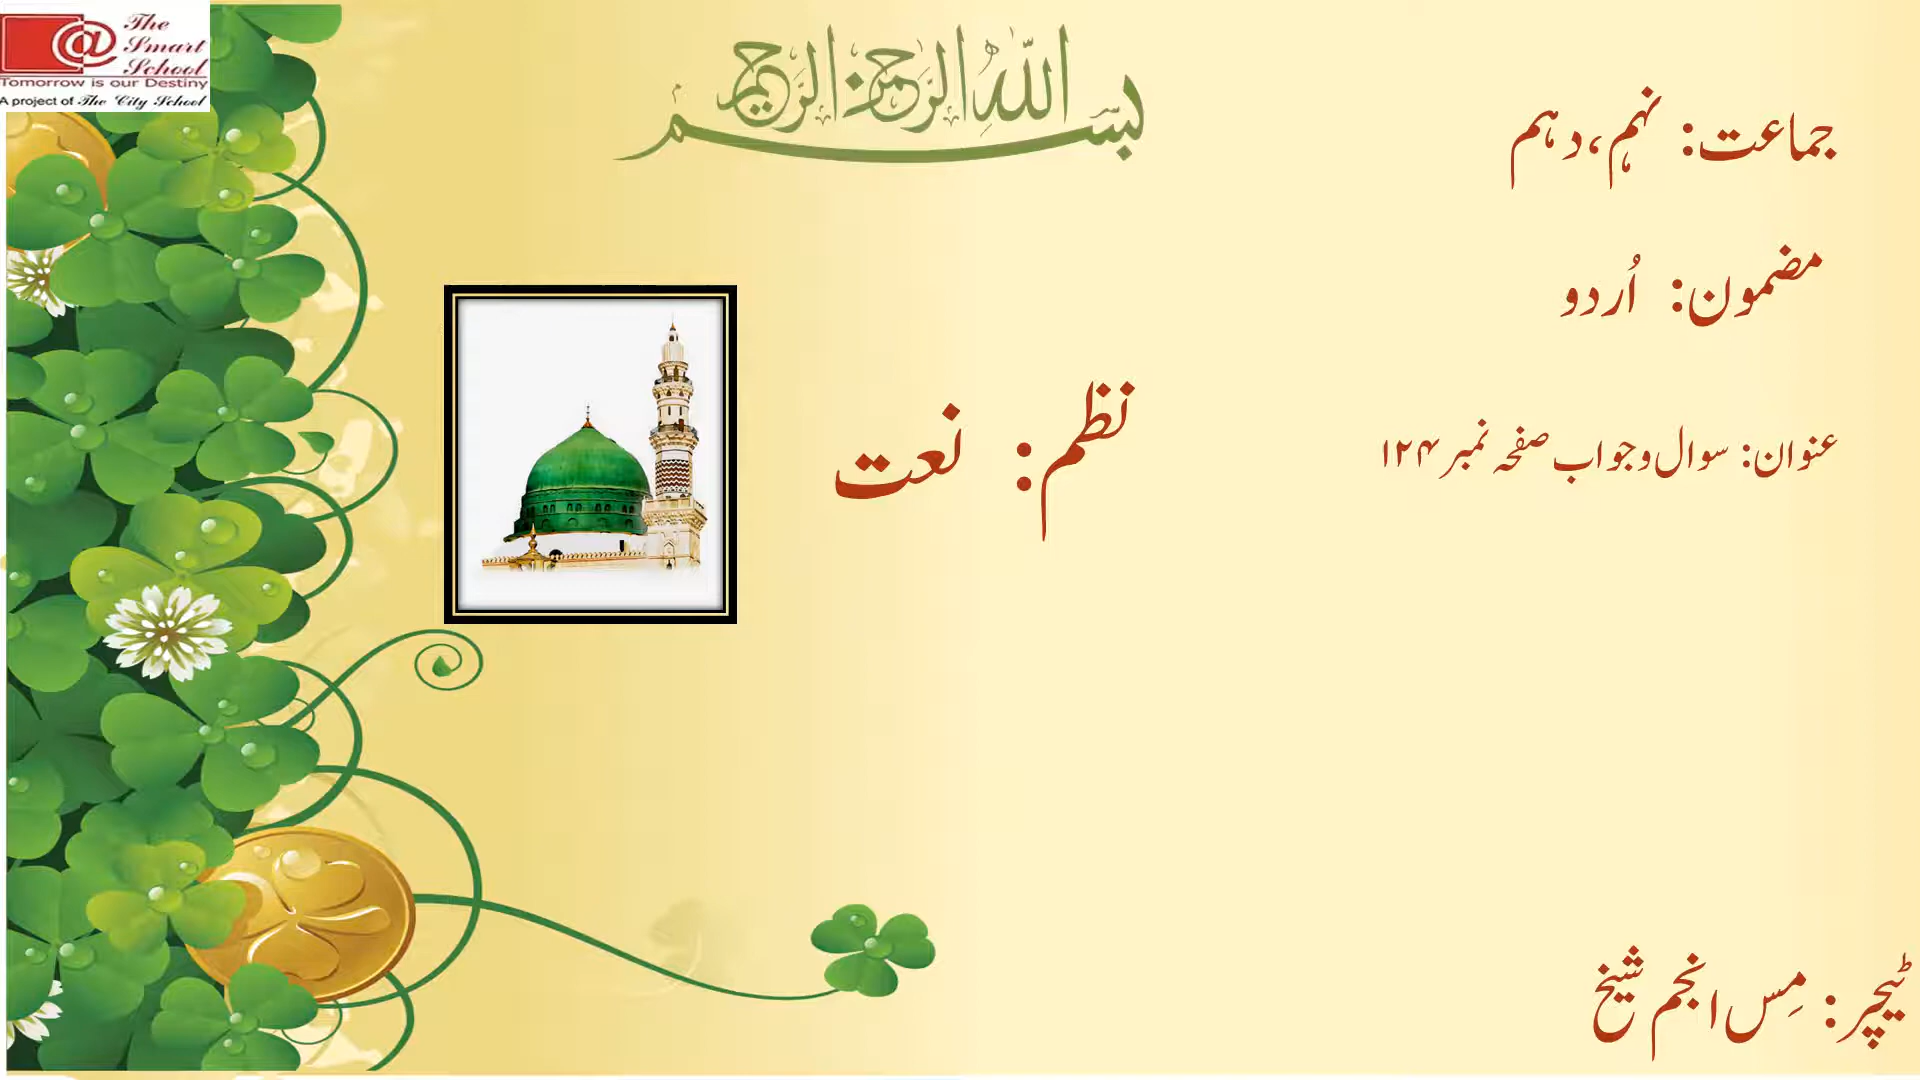 The
Smart
School
Tomorrow is our Destiny
A project of The City School
بسم اللہ الرحمن الرحیم
جماعت: نہم،دہم
مضمون: اُردو
عنوان: سوال وجواب صفحہ نمبر ۱۲۴
نظم: نعت
ٹیچر: مِس انجم شیخ